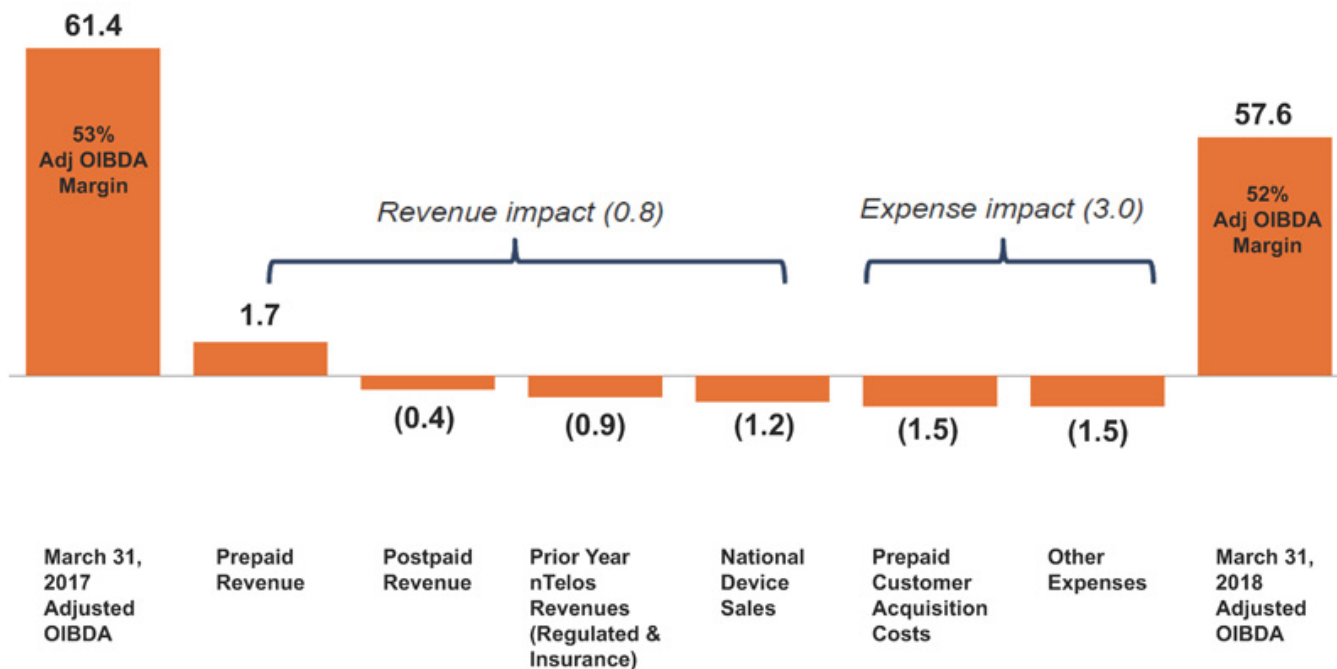 61.4
53%
Adj OIBDA
Margin
Revenue impact (0.8)
Expense impact (3.0)
57.6
52%
Adj OIBDA
Margin
1.7
(0.4)
(0.9)
(1.2)
(1.5)
(1.5)
March 31,
2017
Adjusted
OIBDA
Prepaid
Revenue
Postpaid
Revenue
Prior Year
nTelos
Revenues
(Regulated &
Insurance)
National
Device
Sales
Prepaid
Customer
Acquisition
Costs
Other
Expenses
March 31,
2018
Adjusted
OIBDA